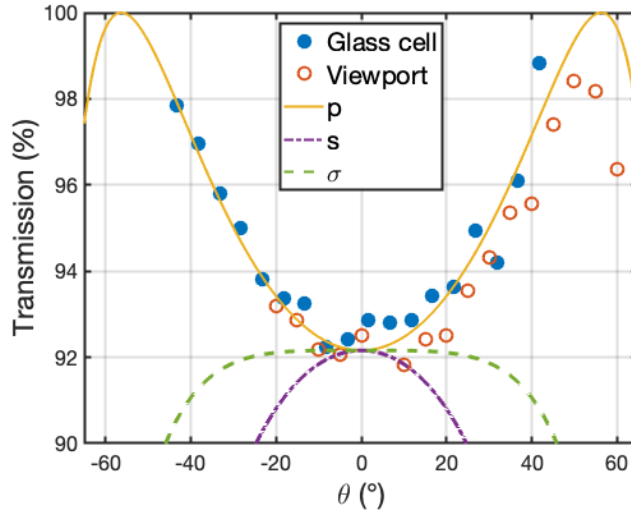 100
98
96
94
92
90
Transmission (%)
Glass cell
Viewport
p
s
σ
-60 -40 -20 0 20 40 60
θ (°)